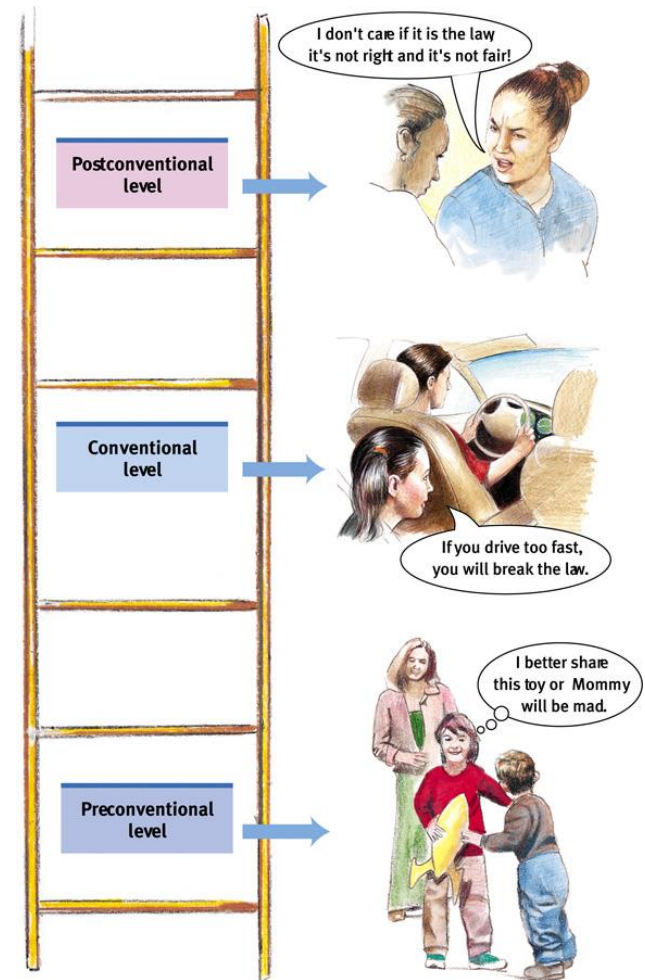 I don't care if it is the law,
it's not right and it's not fair!
Postconventional
level
Conventional
level
If you drive too fast,
you will break the law.
I better share
this toy or Mommy
will be mad.
Preconventional
level